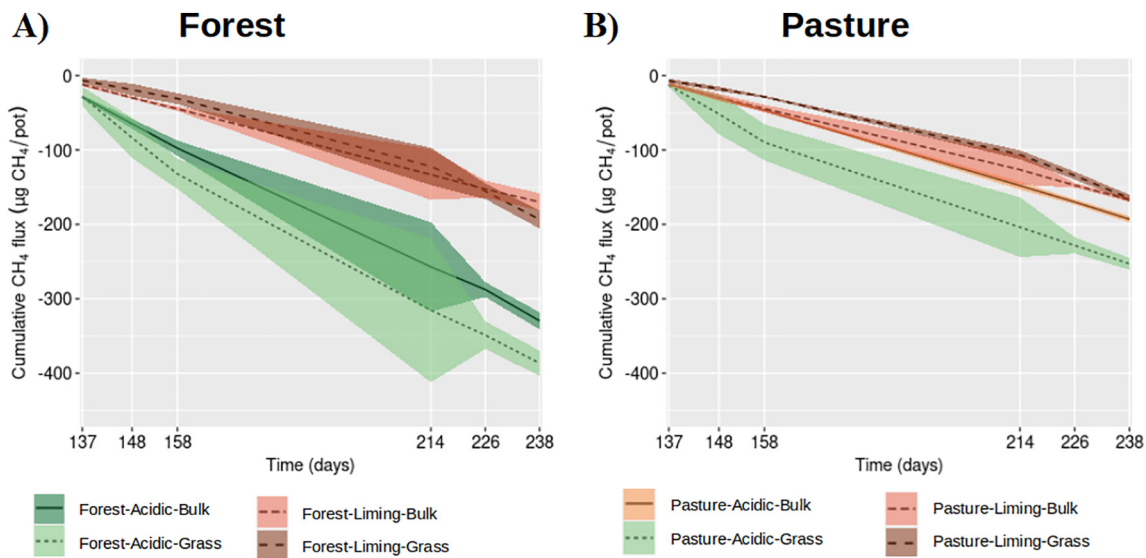 A) Forest
Cumulative CH4 flux (µg CH4/pot)
0
-100
-200
-300
-400
137 148 158 214 226 238
Time (days)
Forest-Acidic-Bulk
Forest-Acidic-Grass
Forest-Liming-Bulk
Forest-Liming-Grass
B) Pasture
Cumulative CH4 flux (µg CH4/pot)
0
-100
-200
-300
-400
137 148 158 214 226 238
Time (days)
Pasture-Acidic-Bulk
Pasture-Acidic-Grass
Pasture-Liming-Bulk
Pasture-Liming-Grass